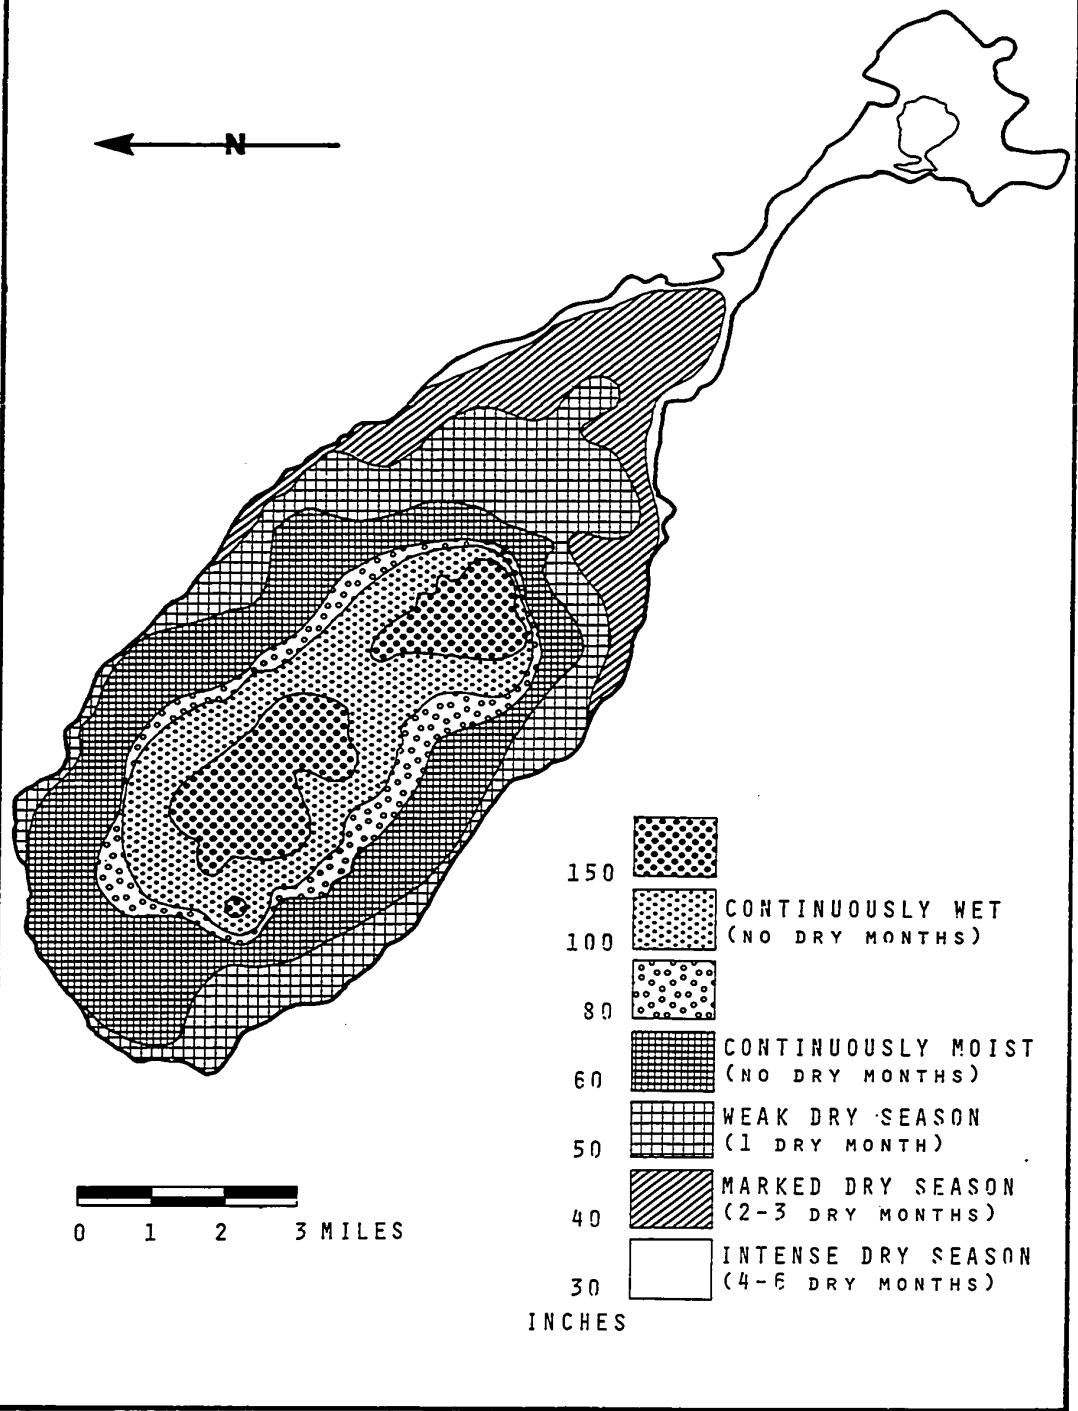 N
150
CONTINUOUSLY WET
100 (NO DRY MONTHS)
80
CONTINUOUSLY MOIST
60 (NO DRY MONTHS)
WEAK DRY SEASON
50 (1 DRY MONTH)
MARKED DRY SEASON
40 (2-3 DRY MONTHS)
INTENSE DRY SEASON
30 (4-6 DRY MONTHS)
INCHES
0 1 2 3 MILES